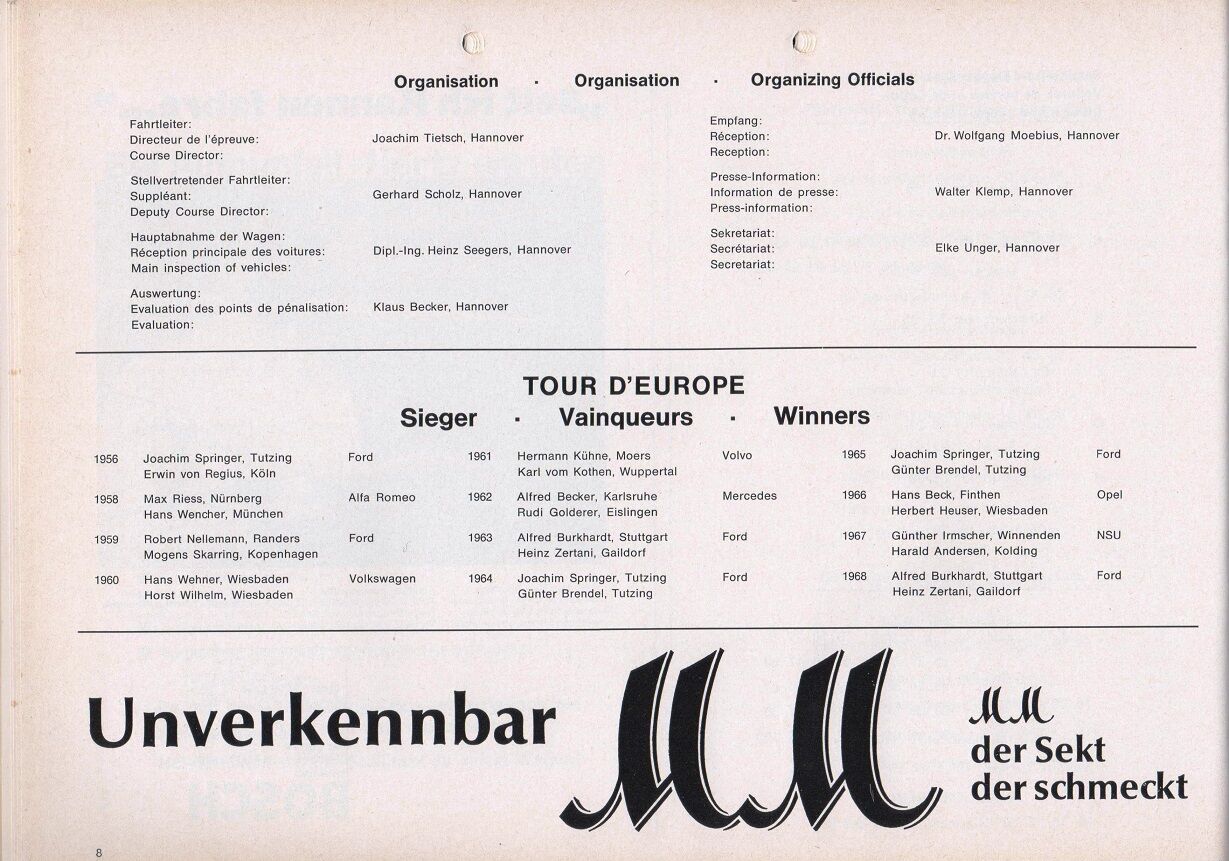 Organisation · Organisation · Organizing Officials
Fahrtleiter:
Directeur de l'épreuve: Joachim Tietsch, Hannover
Course Director:
Stellvertretender Fahrtleiter:
Suppléant: Gerhard Scholz, Hannover
Deputy Course Director:
Hauptabnahme der Wagen:
Réception principale des voitures: Dipl.-Ing. Heinz Seegers, Hannover
Main inspection of vehicles:
Auswertung:
Evaluation des points de pénalisation: Klaus Becker, Hannover
Evaluation:
Empfang:
Réception: Dr. Wolfgang Moebius, Hannover
Reception:
Presse-Information:
Information de presse: Walter Klemp, Hannover
Press-information:
Sekretariat:
Secrétariat: Elke Unger, Hannover
Secretariat:
TOUR D'EUROPE
Sieger · Vainqueurs · Winners
1956 Joachim Springer, Tutzing Ford
Erwin von Regius, Köln
1958 Max Riess, Nürnberg Alfa Romeo
Hans Wencher, München
1959 Robert Nellemann, Randers Ford
Mogens Skarring, Kopenhagen
1960 Hans Wehner, Wiesbaden Volkswagen
Horst Wilhelm, Wiesbaden
1961 Hermann Kühne, Moers Volvo
Karl vom Kothen, Wuppertal
1962 Alfred Becker, Karlsruhe Mercedes
Rudi Golderer, Eislingen
1963 Alfred Burkhardt, Stuttgart Ford
Heinz Zertani, Gaildorf
1964 Joachim Springer, Tutzing Ford
Günter Brendel, Tutzing
1965 Joachim Springer, Tutzing Ford
Günter Brendel, Tutzing
1966 Hans Beck, Finthen Opel
Herbert Heuser, Wiesbaden
1967 Günther Irmscher, Winnenden NSU
Harald Andersen, Kolding
1968 Alfred Burkhardt, Stuttgart Ford
Heinz Zertani, Gaildorf
Unverkennbar MM
MM
der Sekt
der schmeckt
8